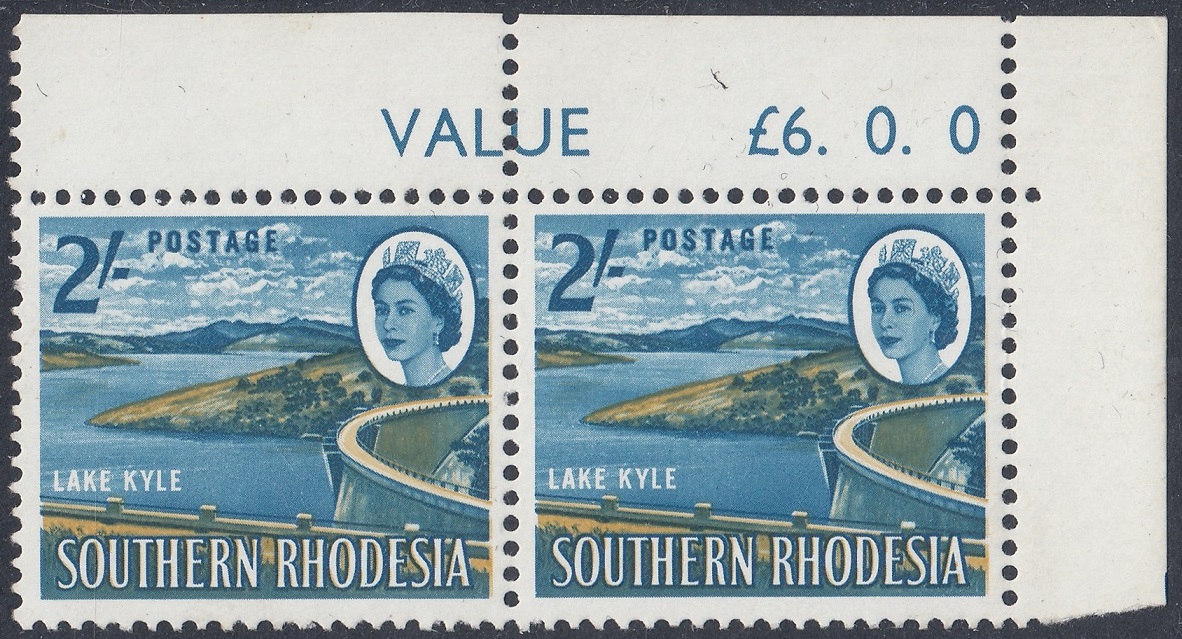 VALUE £6. 0. 0
2/- POSTAGE
LAKE KYLE
SOUTHERN RHODESIA
2/- POSTAGE
LAKE KYLE
SOUTHERN RHODESIA